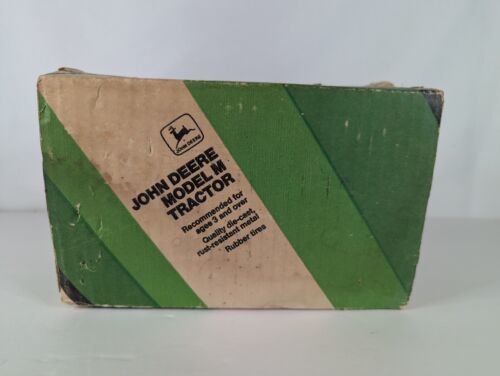 JOHN DEERE
JOHN DEERE
MODEL M
TRACTOR
Recommended for
ages 3 and over
Quality die-cast
rust-resistant metal
Rubber tires